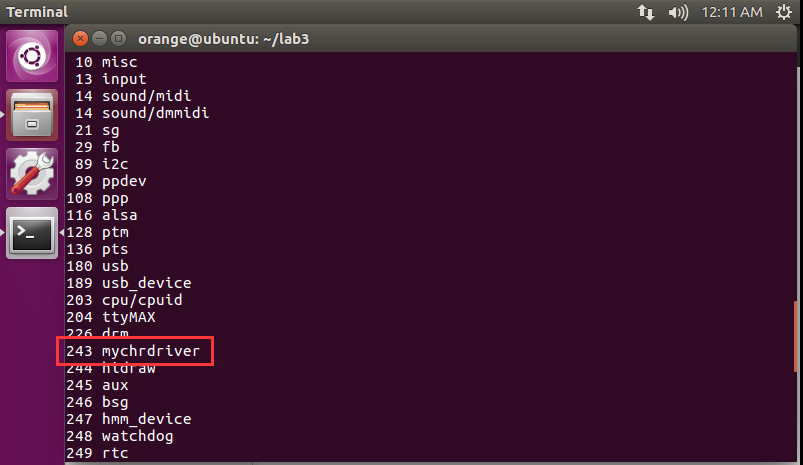 Terminal
12:11 AM
orange@ubuntu: ~/lab3
10 misc
13 input
14 sound/midi
14 sound/dmmidi
21 sg
29 fb
89 i2c
99 ppdev
108 ppp
116 alsa
128 ptm
136 pts
180 usb
189 usb_device
203 cpu/cpuid
204 ttyMAX
226 drm
243 mychrdriver
244 hidraw
245 aux
246 bsg
247 hmm_device
248 watchdog
249 rtc